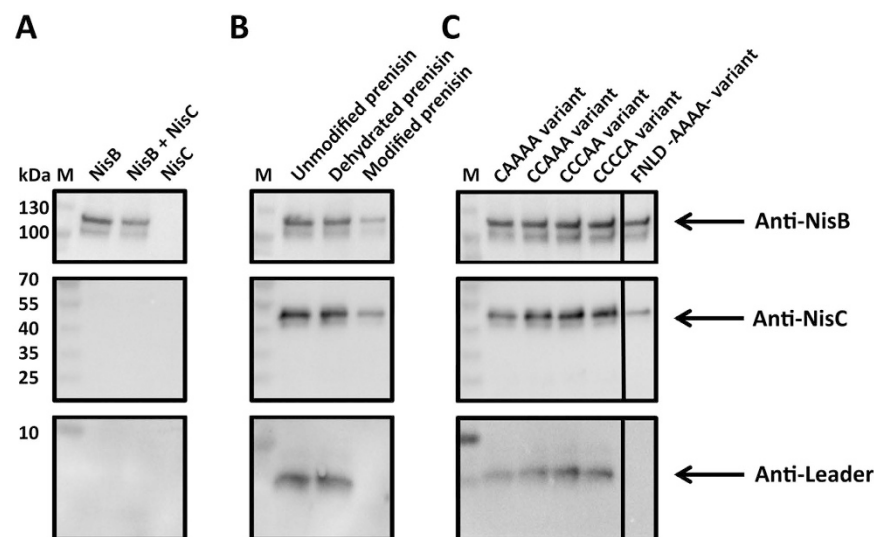 A
B
C
kDa
M
NisB
NisB + NisC
NisC
M
Unmodified prenisin
Dehydrated prenisin
Modified prenisin
M
CAAAA variant
CCAAA variant
CCCAA variant
CCCCA variant
FNLD -AAAA- variant
130
100
Anti-NisB
70
55
40
35
25
Anti-NisC
10
Anti-Leader